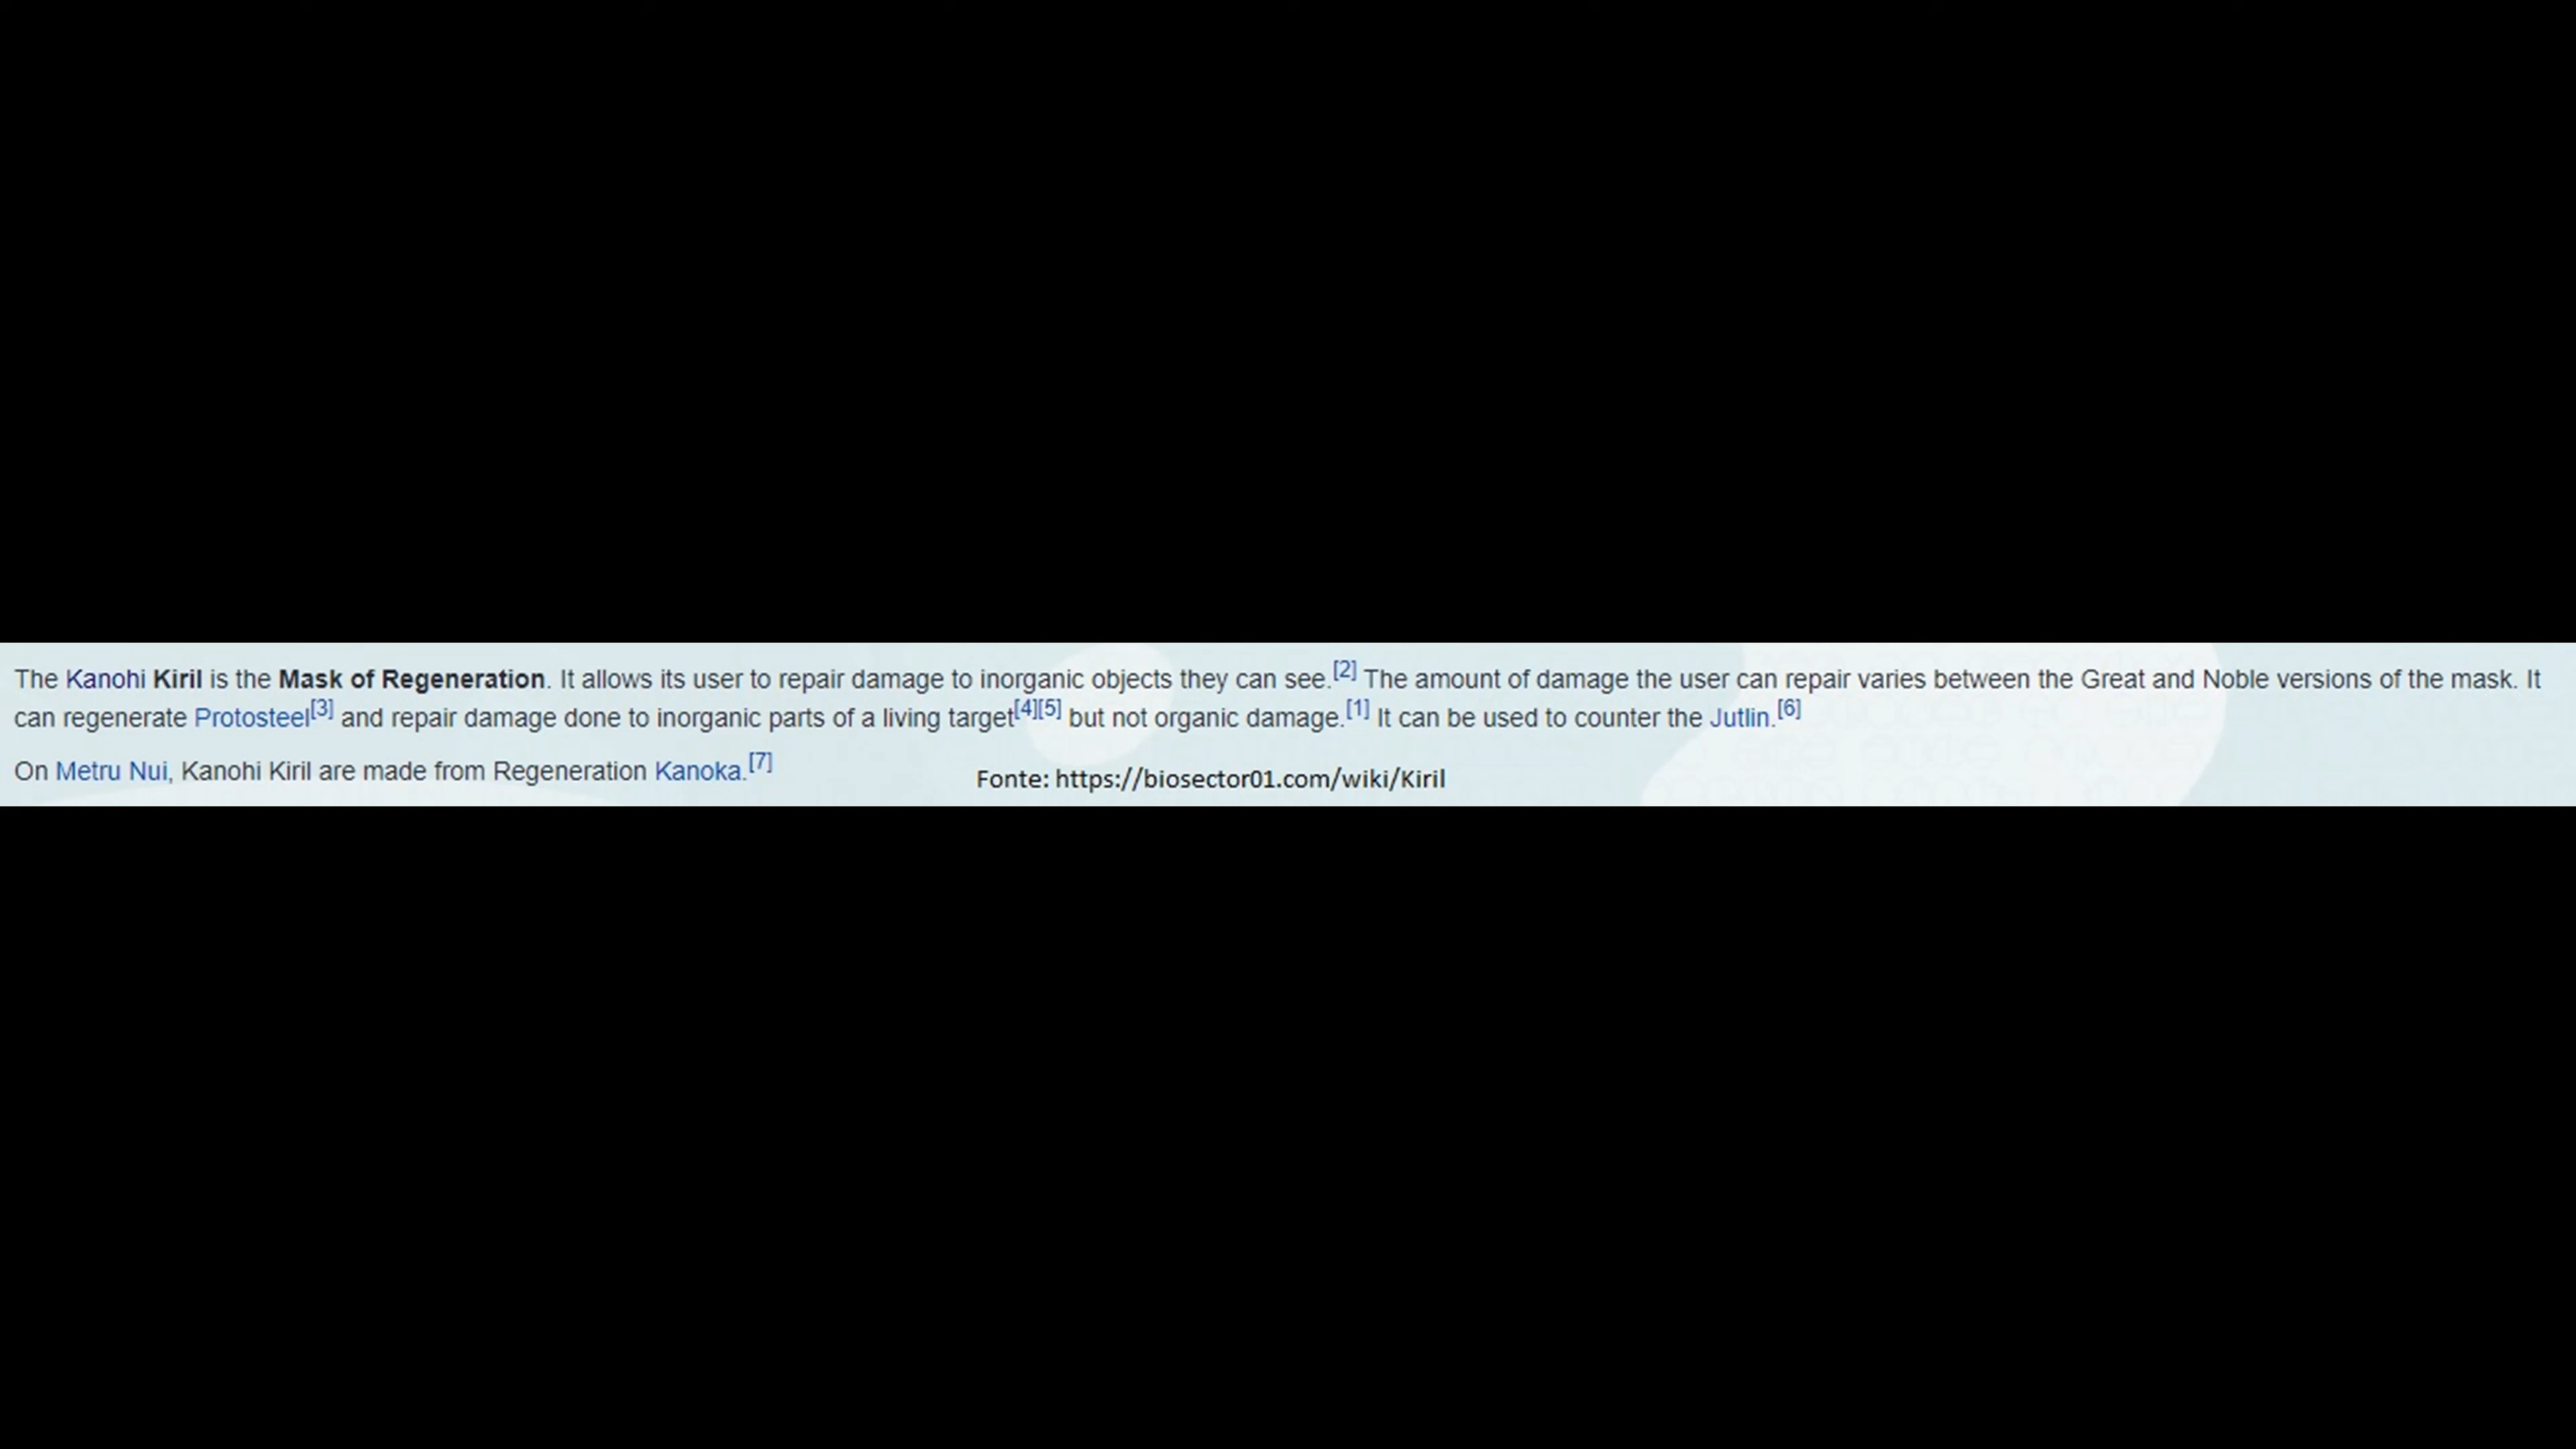 The Kanohi Kiril is the Mask of Regeneration. It allows its user to repair damage to inorganic objects they can see.[2] The amount of damage the user can repair varies between the Great and Noble versions of the mask. It
can regenerate Protosteel[3] and repair damage done to inorganic parts of a living target[4][5] but not organic damage.[1] It can be used to counter the Jutlin.[6]
On Metru Nui, Kanohi Kiril are made from Regeneration Kanoka.[7]
Fonte: https://biosector01.com/wiki/Kiril